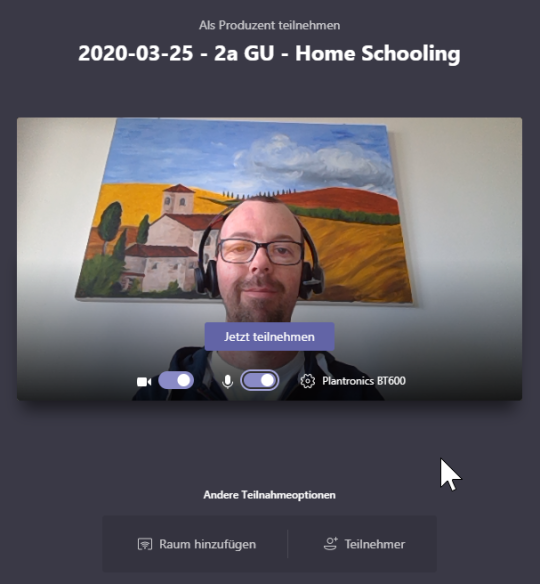 Als Produzent teilnehmen
2020-03-25 - 2a GU - Home Schooling
Jetzt teilnehmen
Plantronics BT600
Andere Teilnahmeoptionen
Raum hinzufügen
Teilnehmer